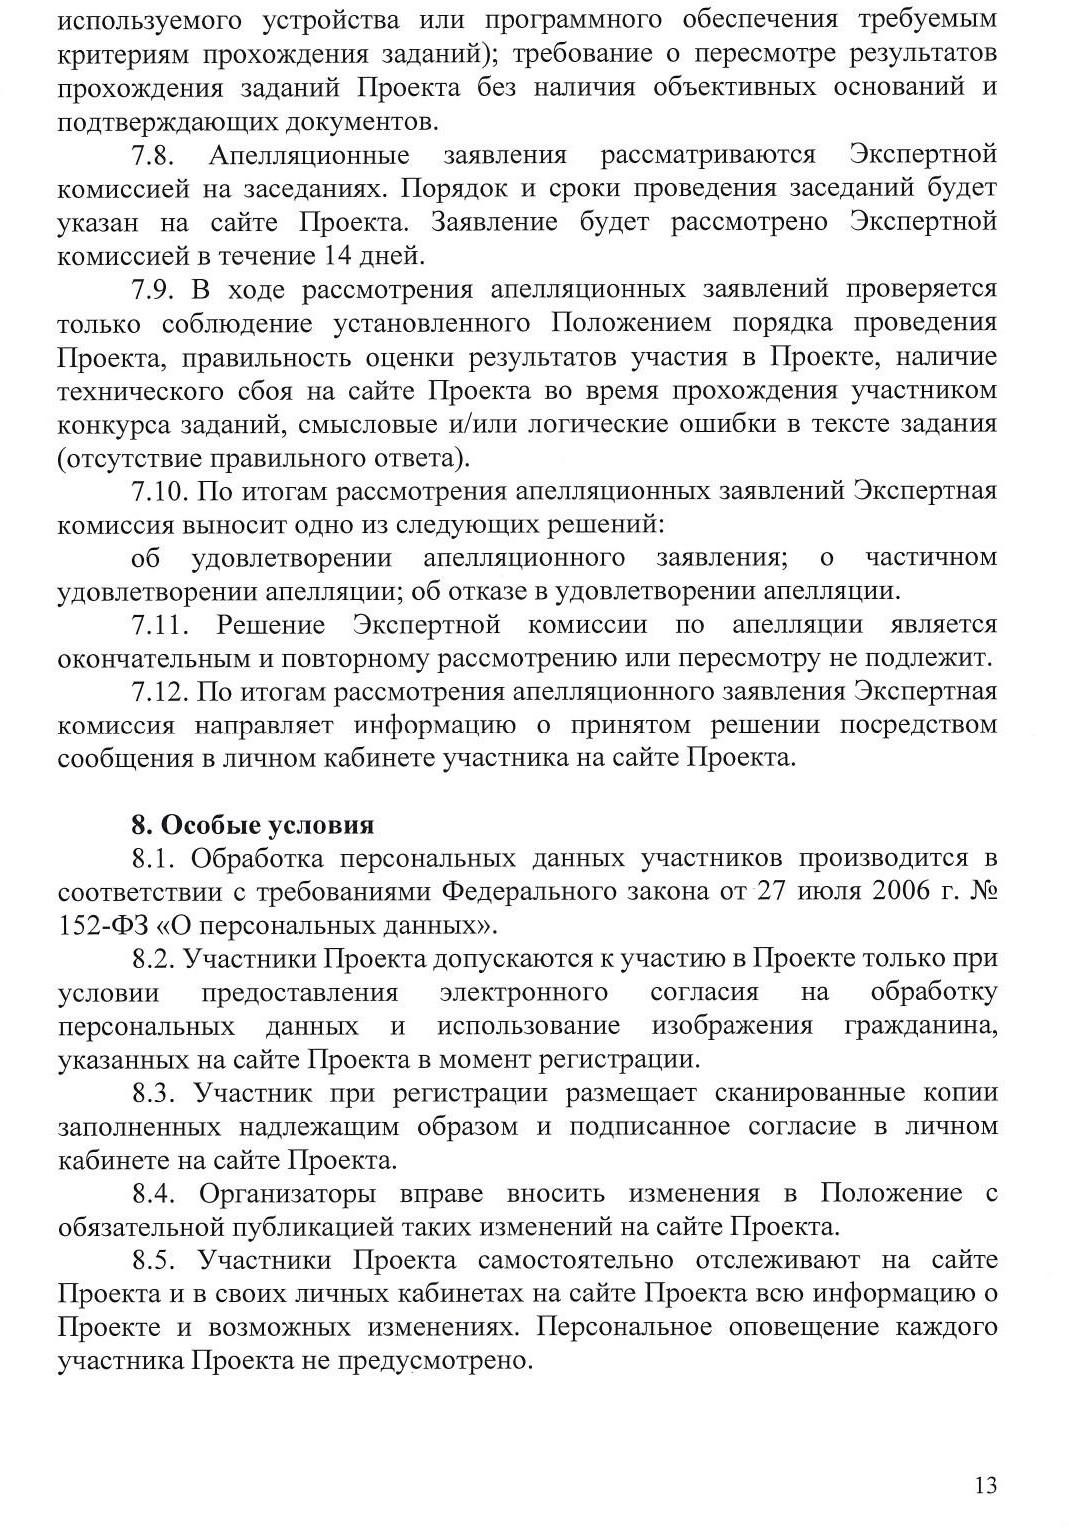 используемого устройства или программного обеспечения требуемым
критериям прохождения заданий); требование о пересмотре результатов
прохождения заданий Проекта без наличия объективных оснований и
подтверждающих документов.
7.8. Апелляционные заявления рассматриваются Экспертной
комиссией на заседаниях. Порядок и сроки проведения заседаний будет
указан на сайте Проекта. Заявление будет рассмотрено Экспертной
комиссией в течение 14 дней.
7.9. В ходе рассмотрения апелляционных заявлений проверяется
только соблюдение установленного Положением порядка проведения
Проекта, правильность оценки результатов участия в Проекте, наличие
технического сбоя на сайте Проекта во время прохождения участником
конкурса заданий, смысловые и/или логические ошибки в тексте задания
(отсутствие правильного ответа).
7.10. По итогам рассмотрения апелляционных заявлений Экспертная
комиссия выносит одно из следующих решений:
об удовлетворении апелляционного заявления; о частичном
удовлетворении апелляции; об отказе в удовлетворении апелляции.
7.11. Решение Экспертной комиссии по апелляции является
окончательным и повторному рассмотрению или пересмотру не подлежит.
7.12. По итогам рассмотрения апелляционного заявления Экспертная
комиссия направляет информацию о принятом решении посредством
сообщения в личном кабинете участника на сайте Проекта.
8. Особые условия
8.1. Обработка персональных данных участников производится в
соответствии с требованиями Федерального закона от 27 июля 2006 г. №
152-ФЗ «О персональных данных».
8.2. Участники Проекта допускаются к участию в Проекте только при
условии предоставления электронного согласия на обработку
персональных данных и использование изображения гражданина,
указанных на сайте Проекта в момент регистрации.
8.3. Участник при регистрации размещает сканированные копии
заполненных надлежащим образом и подписанное согласие в личном
кабинете на сайте Проекта.
8.4. Организаторы вправе вносить изменения в Положение с
обязательной публикацией таких изменений на сайте Проекта.
8.5. Участники Проекта самостоятельно отслеживают на сайте
Проекта и в своих личных кабинетах на сайте Проекта всю информацию о
Проекте и возможных изменениях. Персональное оповещение каждого
участника Проекта не предусмотрено.
13